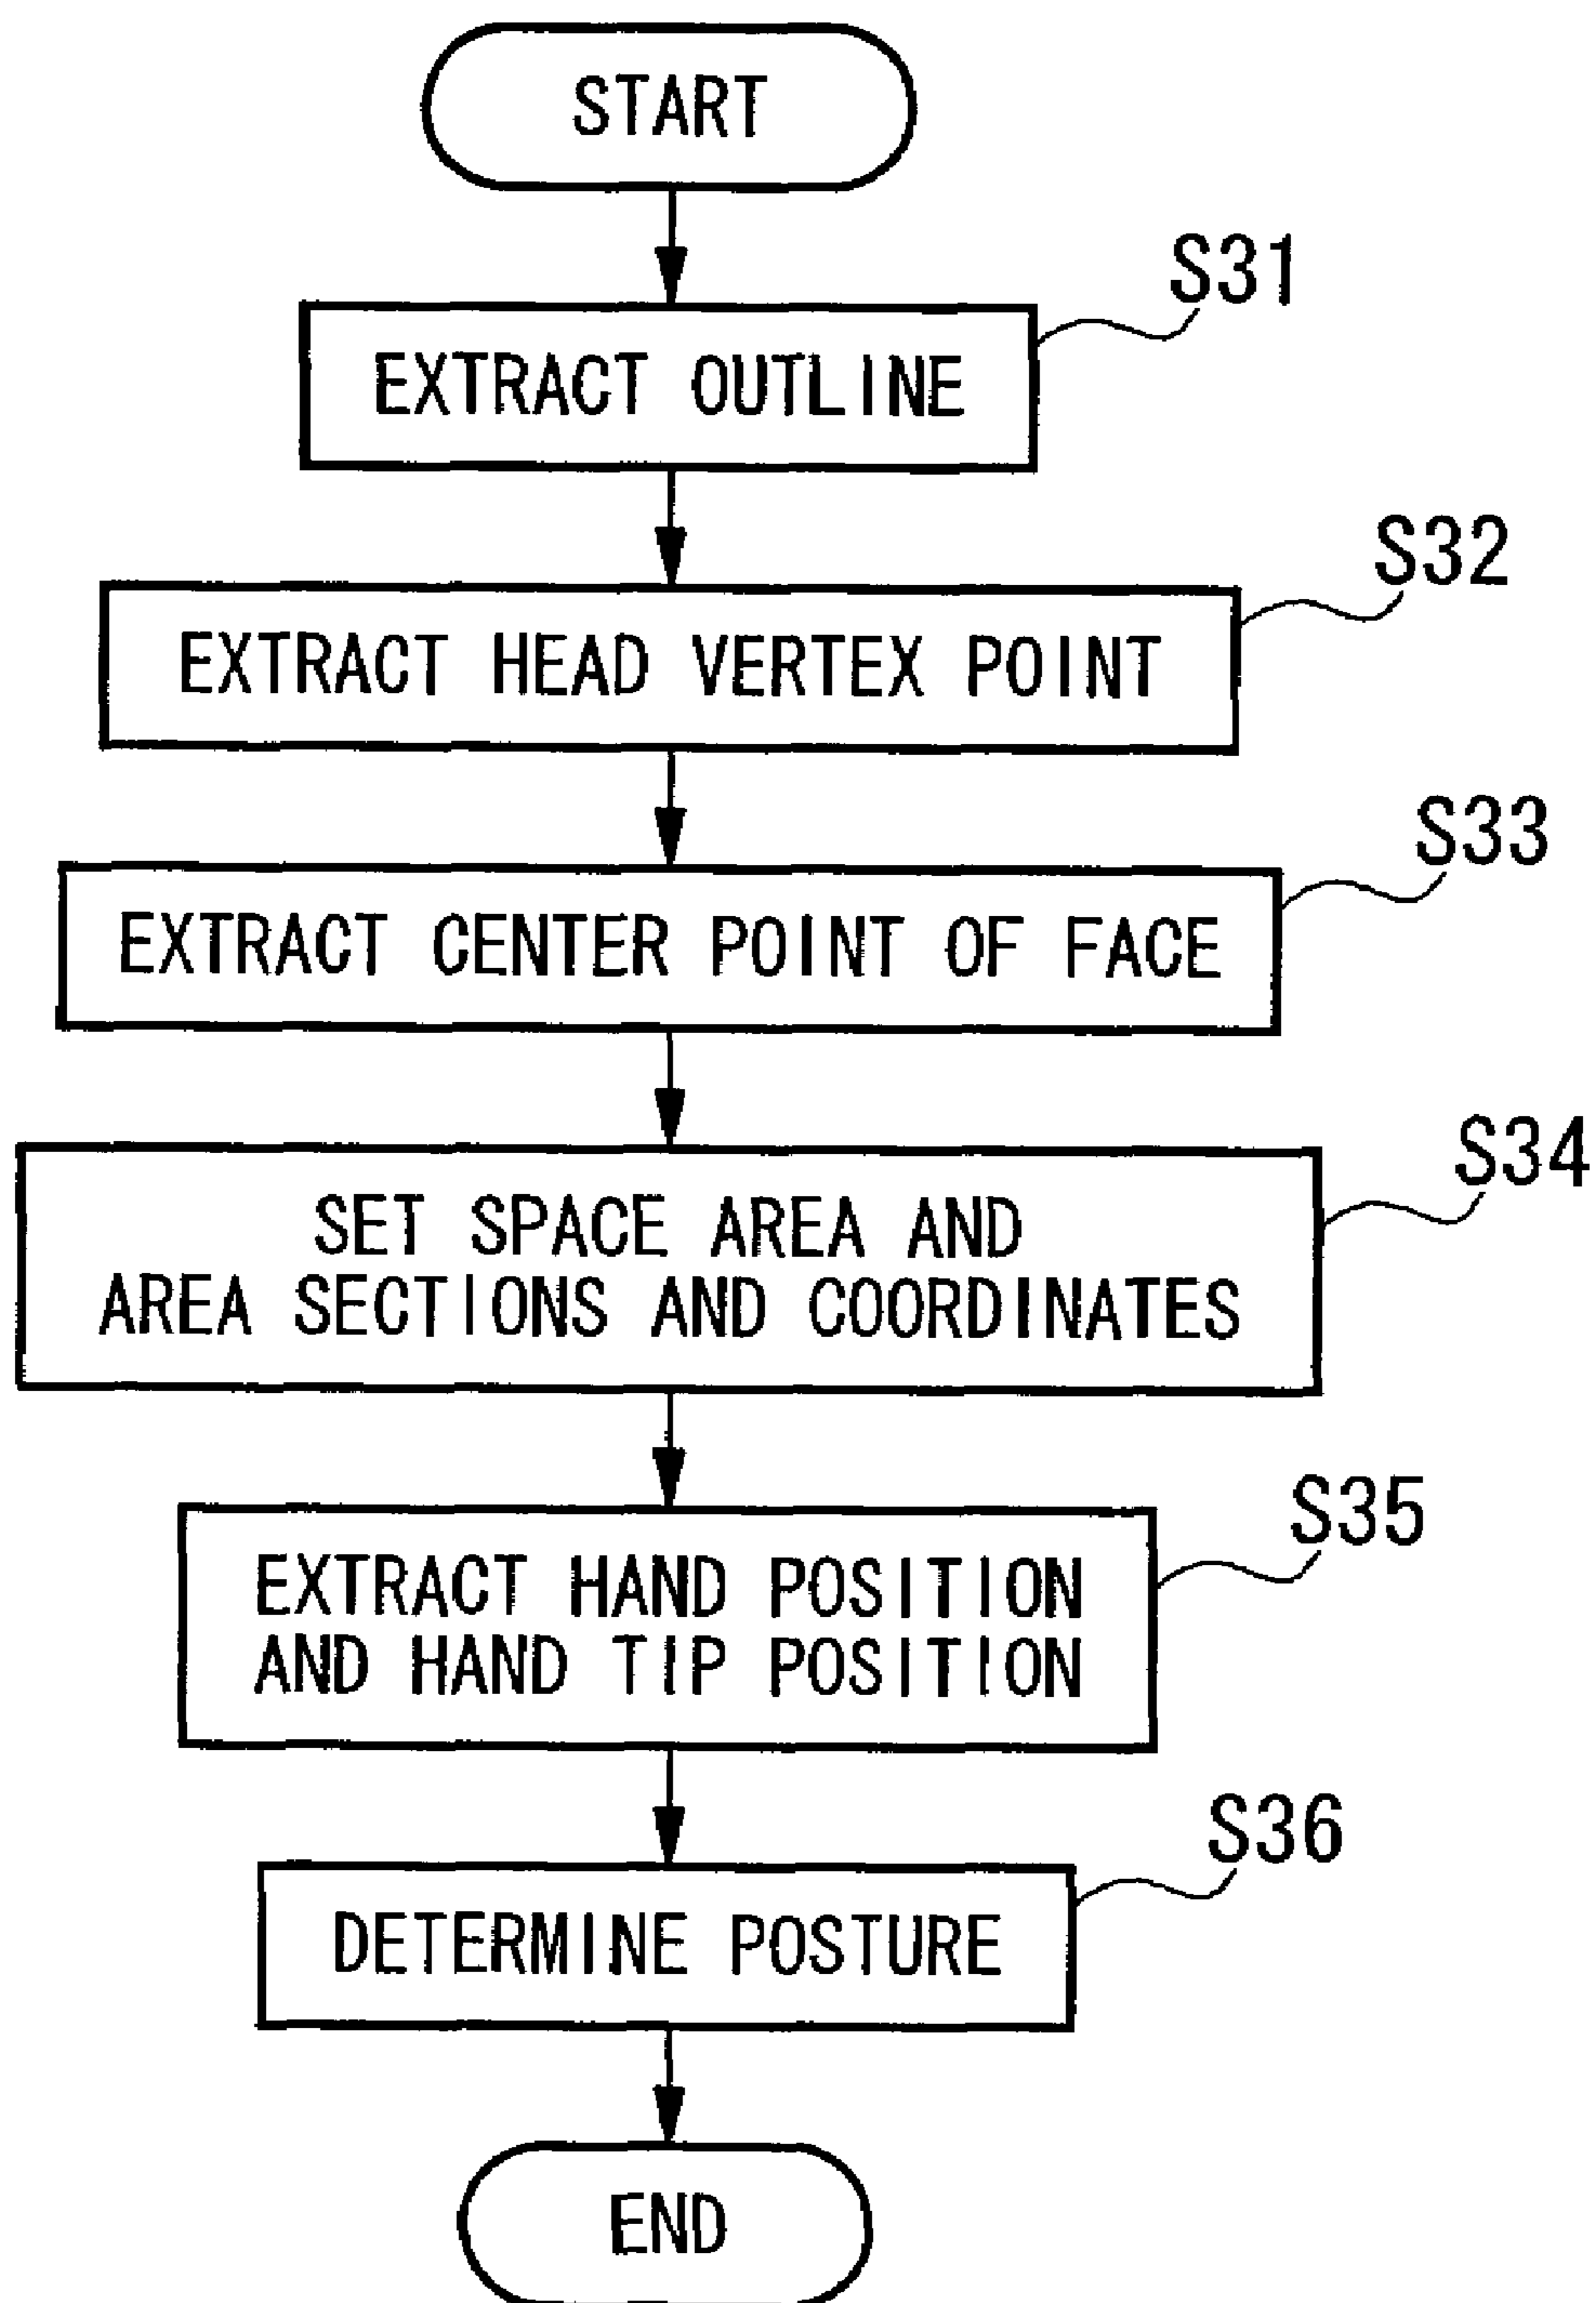 START
S31
EXTRACT OUTLINE
S32
EXTRACT HEAD VERTEX POINT
S33
EXTRACT CENTER POINT OF FACE
S34
SET SPACE AREA AND
AREA SECTIONS AND COORDINATES
S35
EXTRACT HAND POSITION
AND HAND TIP POSITION
S36
DETERMINE POSTURE
END